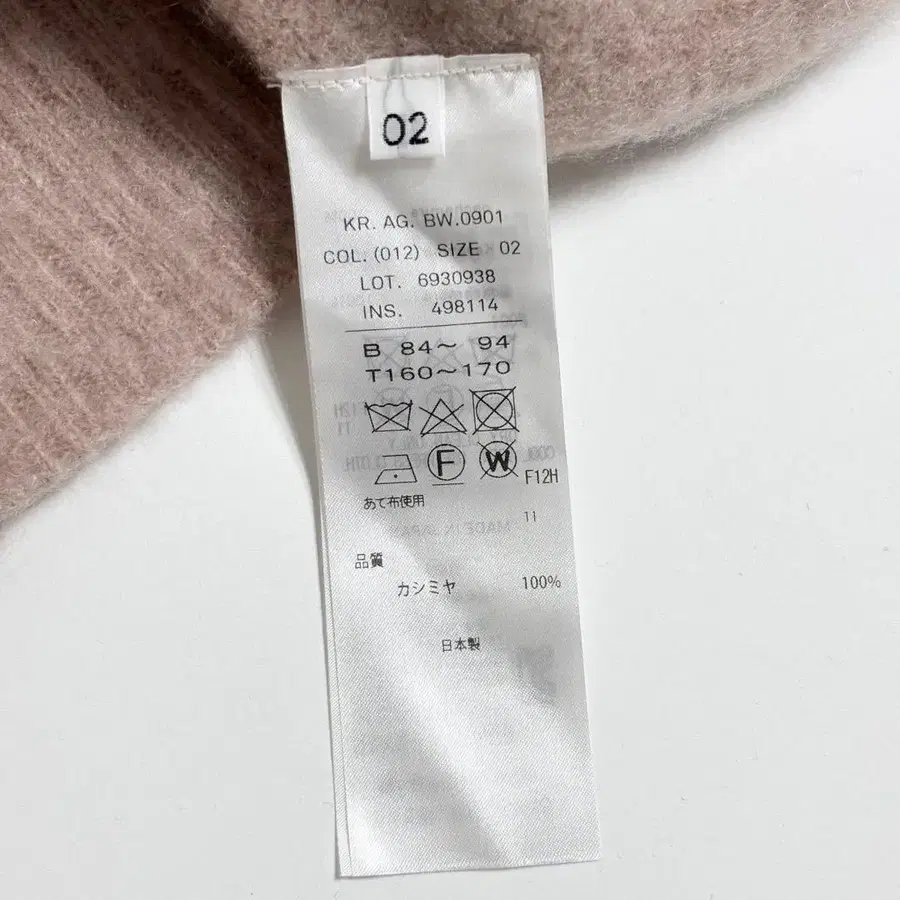 02
KR. AG. BW.0901
COL. (012) SIZE 02
LOT. 6930938
INS. 498114
B 84～ 94
T160～170
F W
F12H
あて布使用
11
品質
カシミヤ 100%
日本製